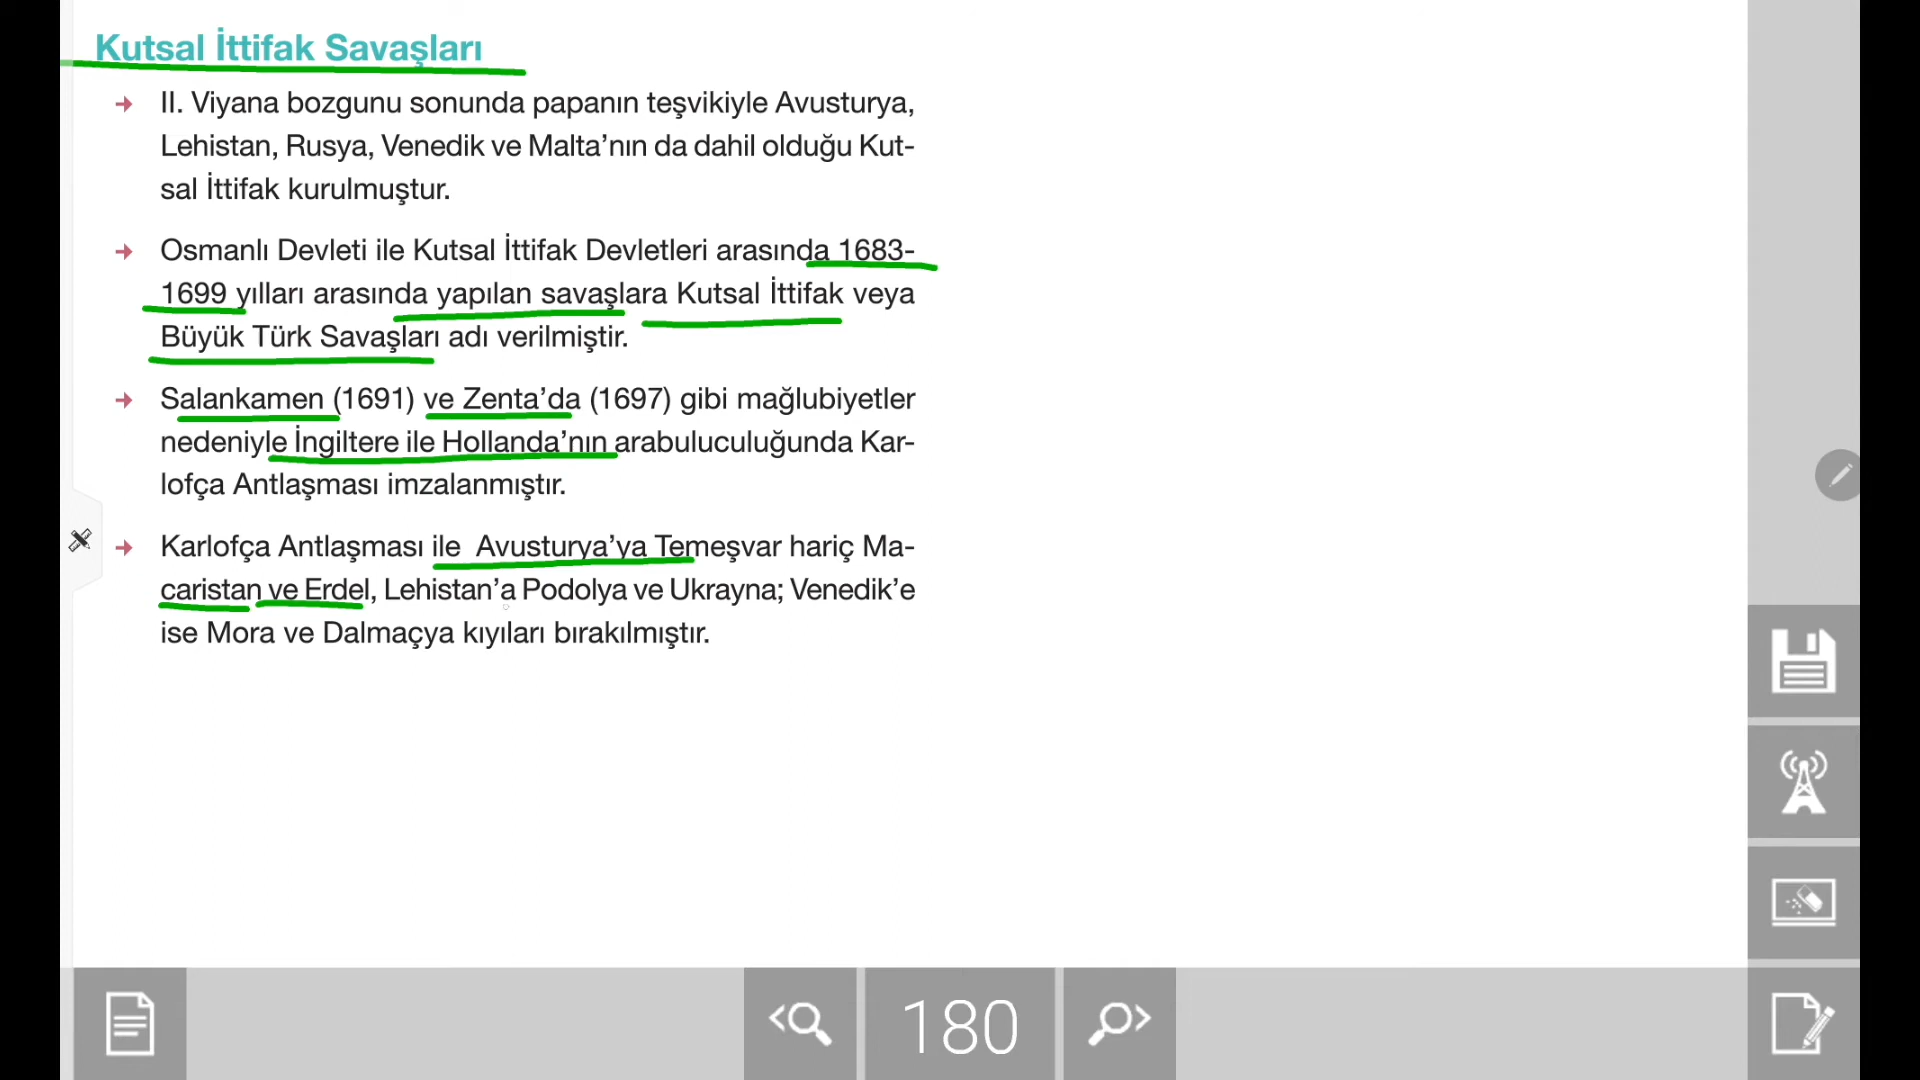 Kutsal İttifak Savaşları
→ II. Viyana bozgunu sonunda papanın teşvikiyle Avusturya,
Lehistan, Rusya, Venedik ve Malta’nın da dahil olduğu Kut-
sal İttifak kurulmuştur.
→ Osmanlı Devleti ile Kutsal İttifak Devletleri arasında 1683-
1699 yılları arasında yapılan savaşlara Kutsal İttifak veya
Büyük Türk Savaşları adı verilmiştir.
→ Salankamen (1691) ve Zenta’da (1697) gibi mağlubiyetler
nedeniyle İngiltere ile Hollanda’nın arabuluculuğunda Kar-
lofça Antlaşması imzalanmıştır.
→ Karlofça Antlaşması ile Avusturya’ya Temeşvar hariç Ma-
caristan ve Erdel, Lehistan’a Podolya ve Ukrayna; Venedik’e
ise Mora ve Dalmaçya kıyıları bırakılmıştır.
180